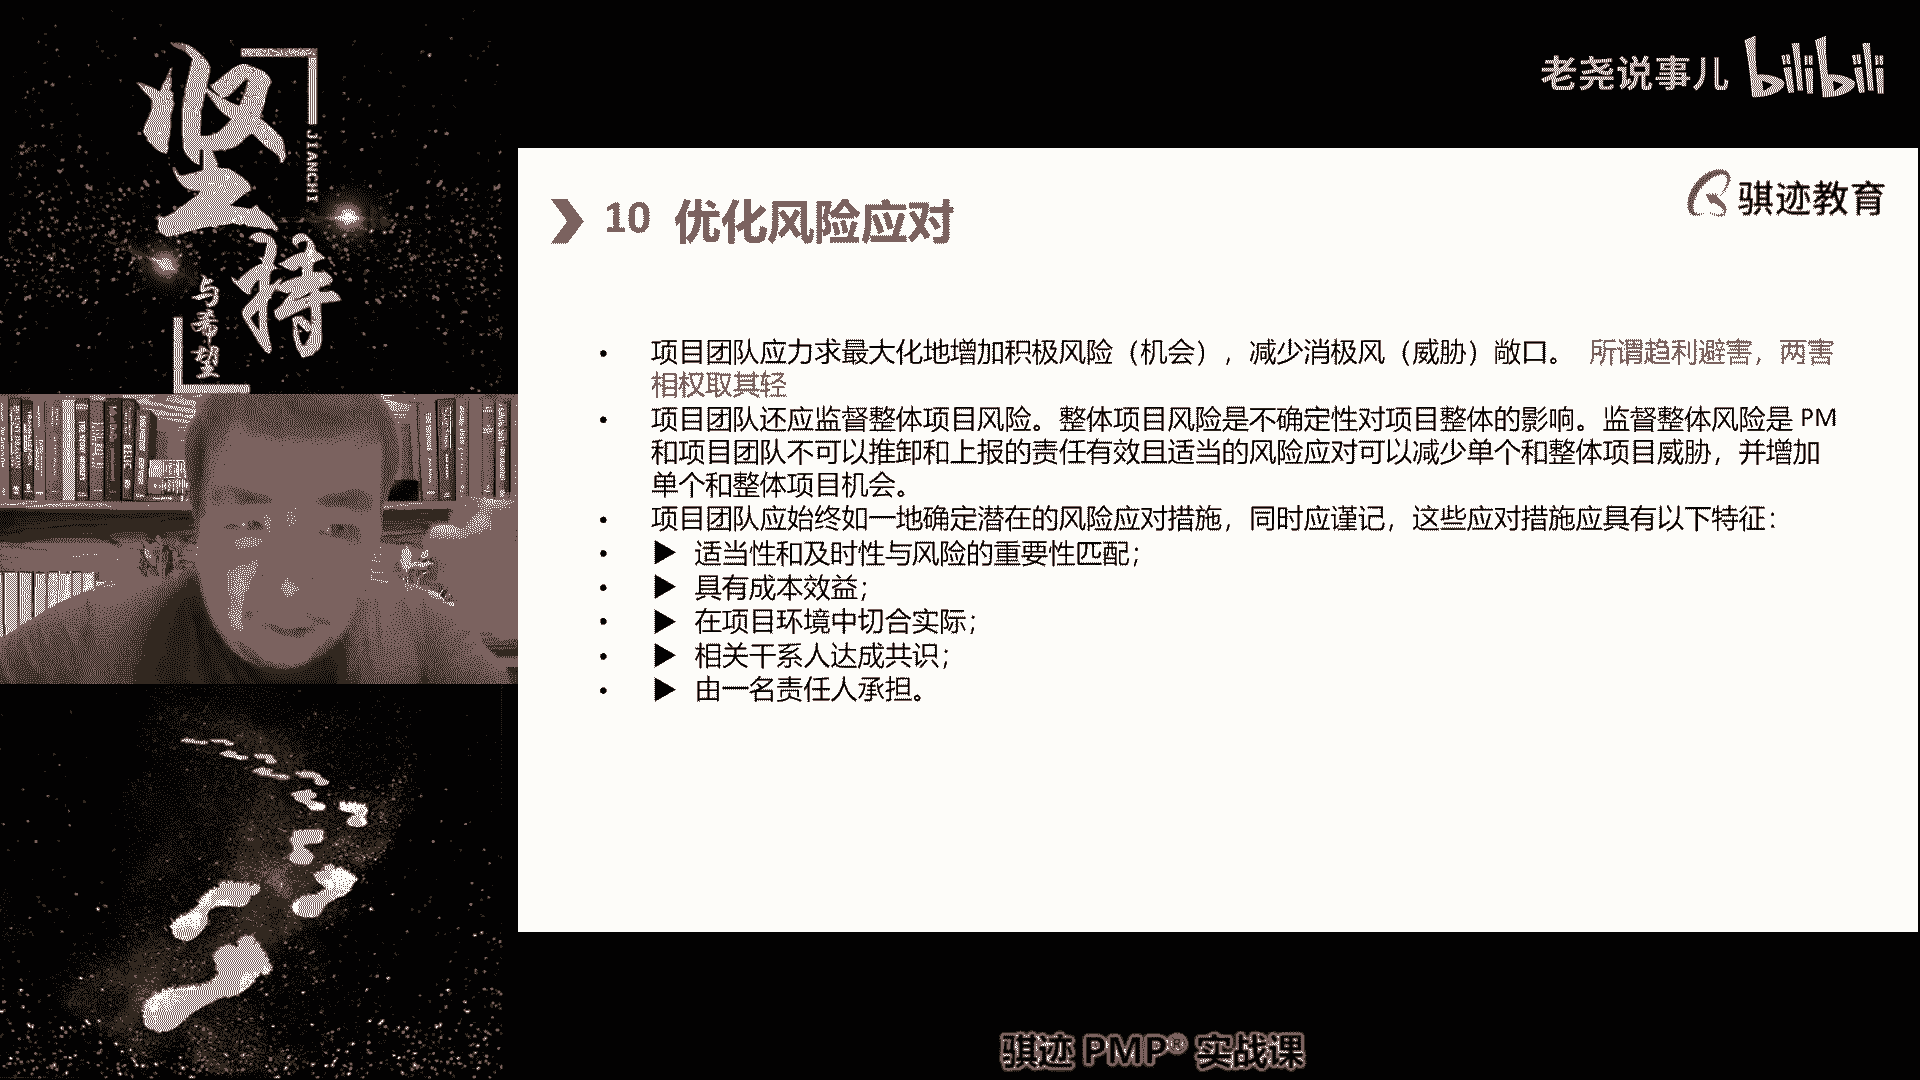 坚持
JIANCHI
与希望
老尧说事儿 bilibili
骐迹教育
10 优化风险应对
• 项目团队应力求最大化地增加积极风险（机会），减少消极风（威胁）敞口。 所谓趋利避害，两害
相权取其轻
• 项目团队还应监督整体项目风险。整体项目风险是不确定性对项目整体的影响。监督整体风险是 PM
和项目团队不可以推卸和上报的责任有效且适当的风险应对可以减少单个和整体项目威胁，并增加
单个和整体项目机会。
• 项目团队应始终如一地确定潜在的风险应对措施，同时应谨记，这些应对措施应具有以下特征：
• ▶ 适当性和及时性与风险的重要性匹配；
• ▶ 具有成本效益；
• ▶ 在项目环境中切合实际；
• ▶ 相关干系人达成共识；
• ▶ 由一名责任人承担。
骐迹 PMP® 实战课